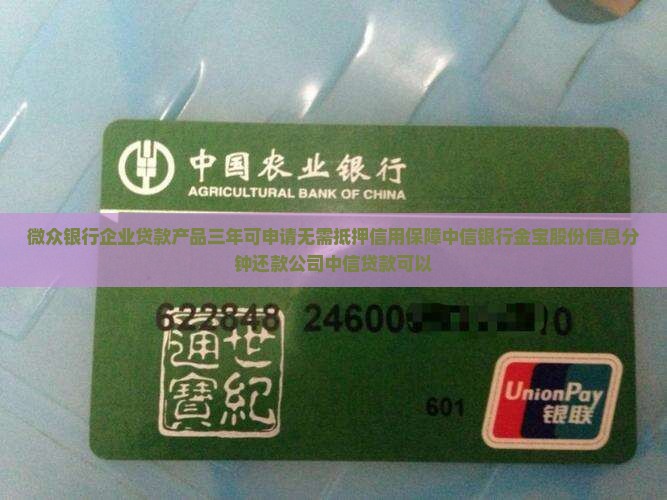 中国农业银行
AGRICULTURAL BANK OF CHINA
微众银行企业贷款产品三年可申请无需抵押信用保障中信银行金宝股份信息分
钟还款公司中信贷款可以
622848 24600 0
世紀
通寶
601
UnionPay
银联